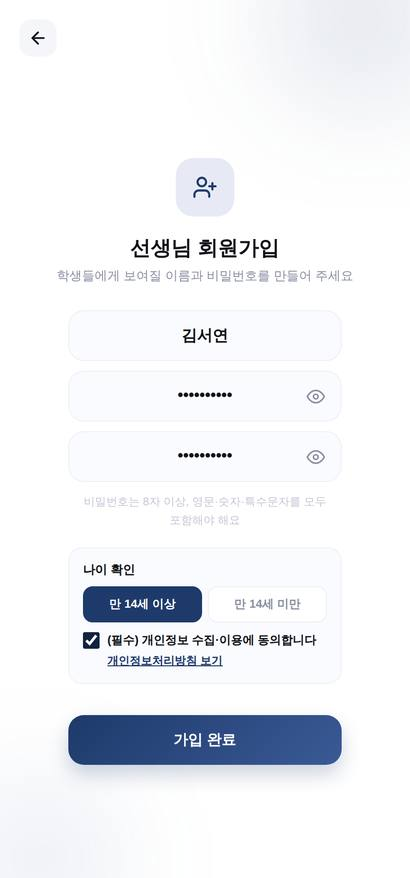 선생님 회원가입
학생들에게 보여질 이름과 비밀번호를 만들어 주세요
김서연
••••••••••
••••••••••
비밀번호는 8자 이상, 영문·숫자·특수문자를 모두
포함해야 해요
나이 확인
만 14세 이상
만 14세 미만
(필수) 개인정보 수집·이용에 동의합니다
개인정보처리방침 보기
가입 완료